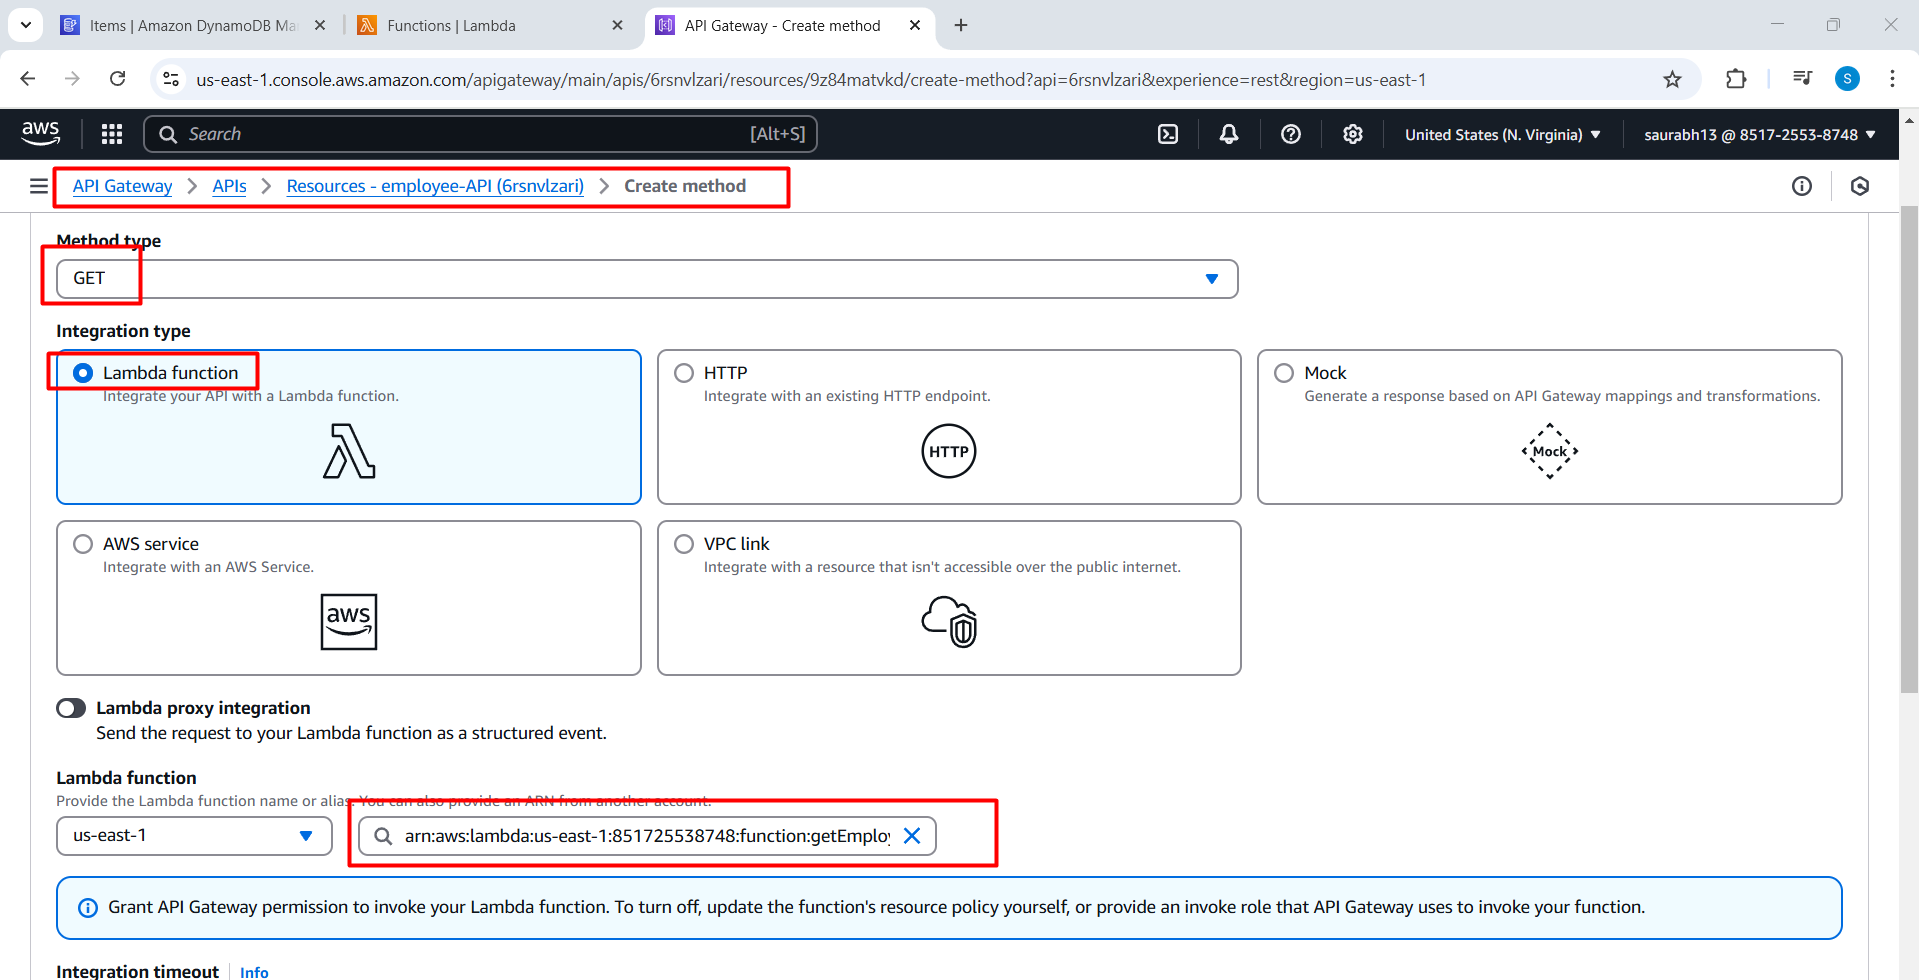 Items | Amazon DynamoDB Ma
Functions | Lambda
API Gateway - Create method
us-east-1.console.aws.amazon.com/apigateway/main/apis/6rsnvlzari/resources/9z84matvkd/create-method?api=6rsnvlzari&experience=rest&region=us-east-1
S
aws
Search
[Alt+S]
United States (N. Virginia)
saurabh13 @ 8517-2553-8748
API Gateway > APIs > Resources - employee-API (6rsnvlzari) > Create method
Method type
GET
Integration type
Lambda function
Integrate your API with a Lambda function.
HTTP
Integrate with an existing HTTP endpoint.
HTTP
Mock
Generate a response based on API Gateway mappings and transformations.
Mock
AWS service
Integrate with an AWS Service.
aws
VPC link
Integrate with a resource that isn't accessible over the public internet.
Lambda proxy integration
Send the request to your Lambda function as a structured event.
Lambda function
Provide the Lambda function name or alias. You can also provide an ARN from another account.
us-east-1
arn:aws:lambda:us-east-1:851725538748:function:getEmploy
Grant API Gateway permission to invoke your Lambda function. To turn off, update the function's resource policy yourself, or provide an invoke role that API Gateway uses to invoke your function.
Integration timeout
Info